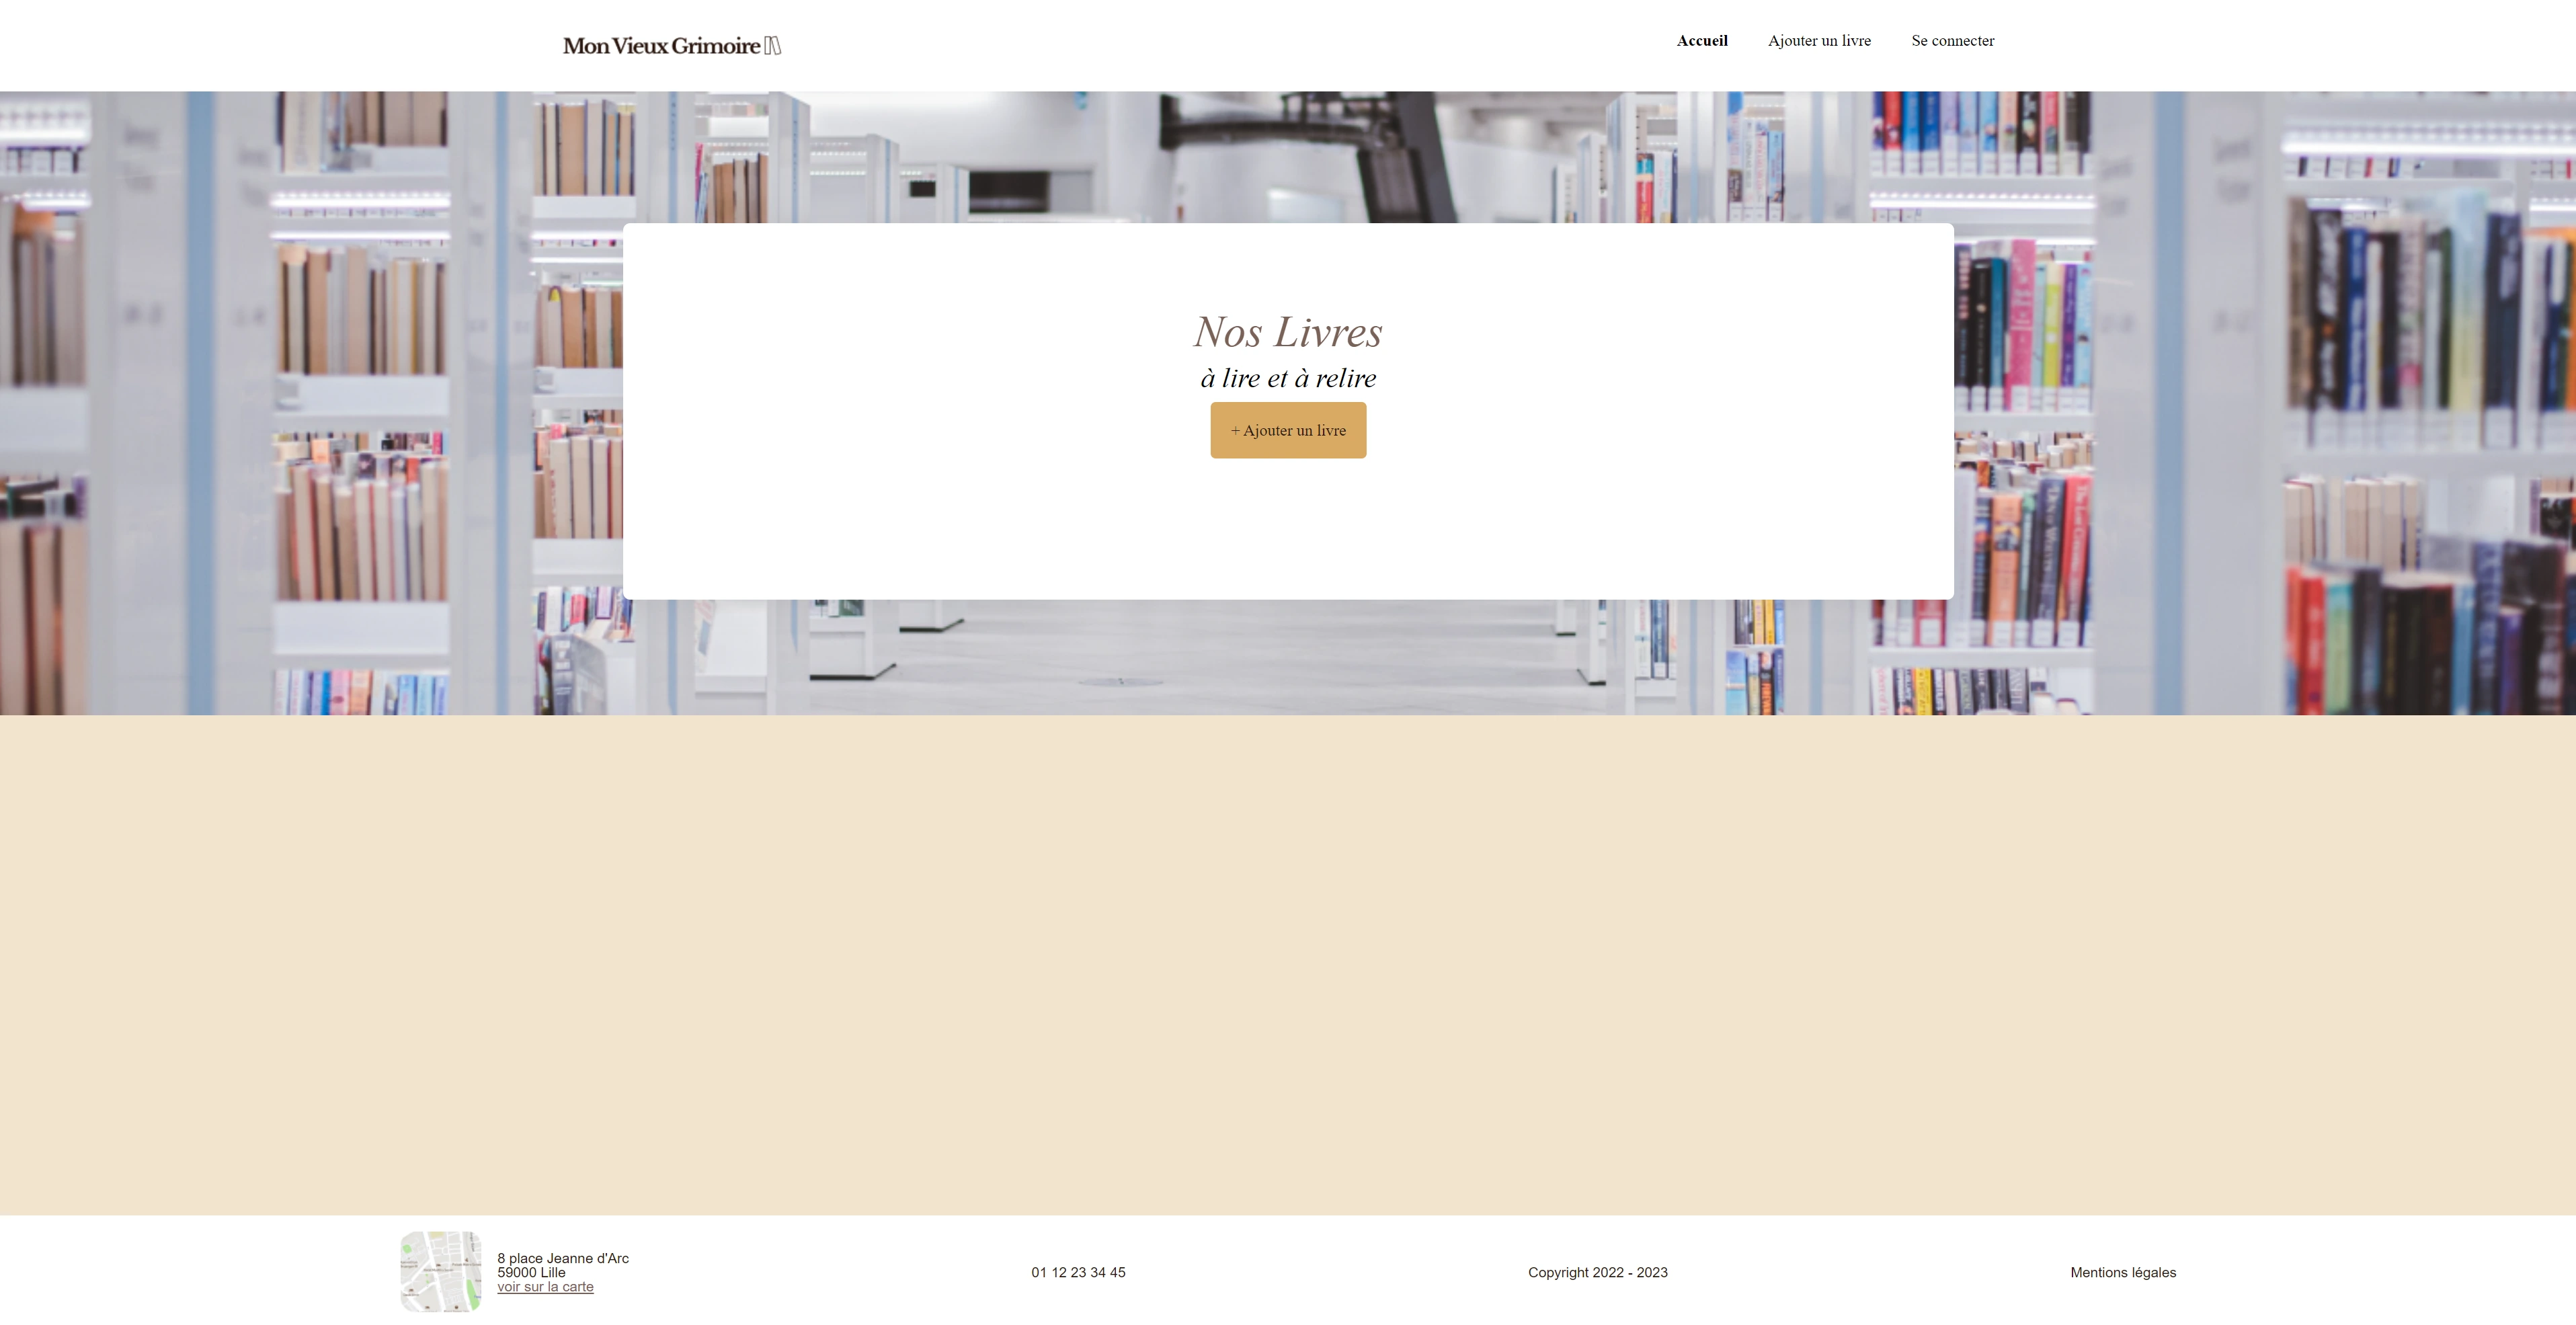 Mon Vieux Grimoire
Accueil
Ajouter un livre
Se connecter
Nos Livres
à lire et à relire
+ Ajouter un livre
8 place Jeanne d'Arc
59000 Lille
voir sur la carte
01 12 23 34 45
Copyright 2022 - 2023
Mentions légales